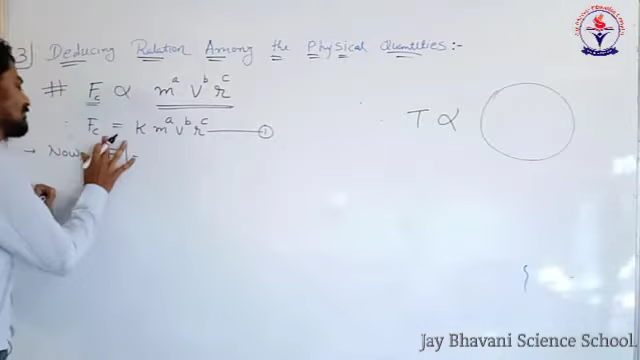 3) Deducing Relation Among the Physical Quantities :-
# Fc ∝ m^a v^b r^c
∴ Fc = K m^a v^b r^c —— ①
T ∝
→ Now
Jay Bhavani Science School.